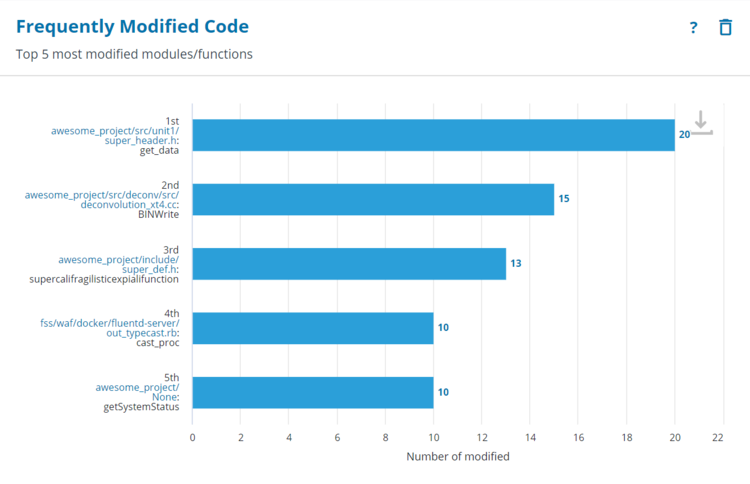 Frequently Modified Code
?
Top 5 most modified modules/functions
1st
awesome_project/src/unit1/
super_header.h:
get_data
20
2nd
awesome_project/src/deconv/src/
deconvolution_xt4.cc:
BINWrite
15
3rd
awesome_project/include/
super_def.h:
supercalifragilisticexpialifunction
13
4th
fss/waf/docker/fluentd-server/
out_typecast.rb:
cast_proc
10
5th
awesome_project/
None:
getSystemStatus
10
0 2 4 6 8 10 12 14 16 18 20 22
Number of modified